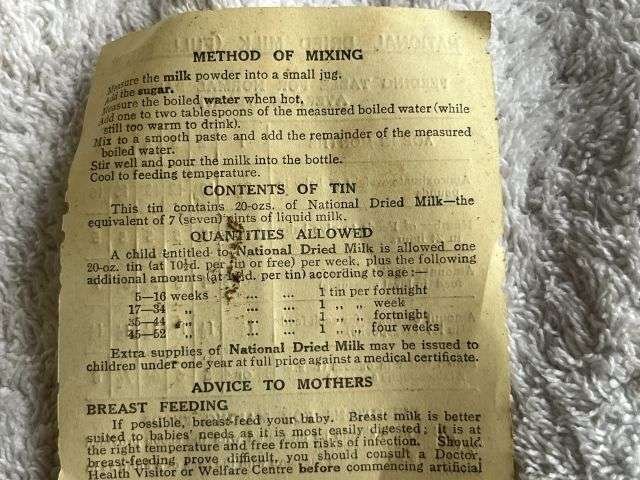 METHOD OF MIXING
Measure the milk powder into a small jug.
Add the sugar.
Measure the boiled water when hot,
Add one to two tablespoons of the measured boiled water (while
still too warm to drink).
Mix to a smooth paste and add the remainder of the measured
boiled water.
Stir well and pour the milk into the bottle.
Cool to feeding temperature.
CONTENTS OF TIN
This tin contains 20-ozs. of National Dried Milk—the
equivalent of 7 (seven) pints of liquid milk.
QUANTITIES ALLOWED
A child entitled to National Dried Milk is allowed one
20-oz. tin (at 10½d. per tin or free) per week, plus the following
additional amounts (at d. per tin) according to age :—
5—16 weeks ... ... 1 tin per fortnight
17—34 „ ... ... 1 „ „ week
35—44 „ ... ... 1 „ „ fortnight
45—52 „ ... ... 1 „ „ four weeks
Extra supplies of National Dried Milk may be issued to
children under one year at full price against a medical certificate.
ADVICE TO MOTHERS
BREAST FEEDING
If possible, breast-feed your baby. Breast milk is better
suited to babies' needs as it is most easily digested; it is at
the right temperature and free from risks of infection. Should
breast-feeding prove difficult, you should consult a Doctor,
Health Visitor or Welfare Centre before commencing artificial